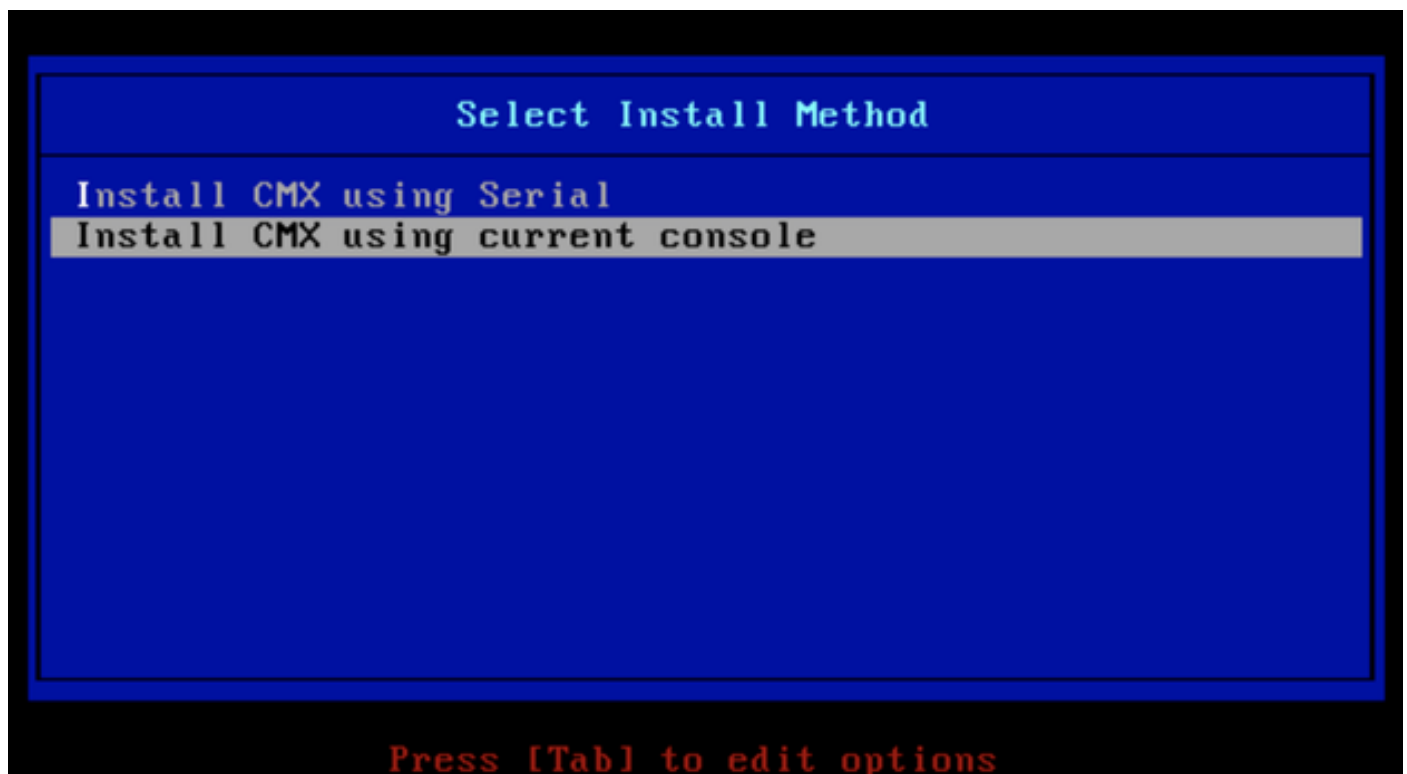 Select Install Method
Install CMX using Serial
Install CMX using current console
Press [Tab] to edit options